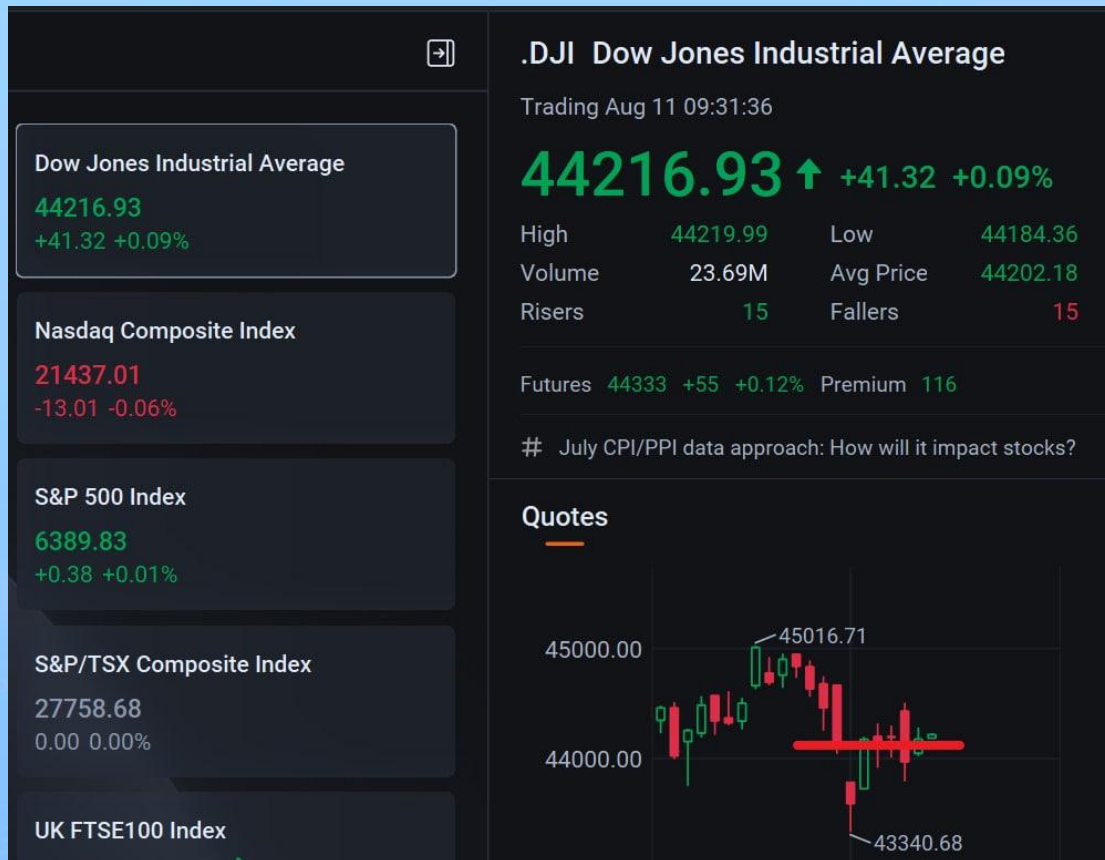 Dow Jones Industrial Average
44216.93
+41.32 +0.09%
Nasdaq Composite Index
21437.01
-13.01 -0.06%
S&P 500 Index
6389.83
+0.38 +0.01%
S&P/TSX Composite Index
27758.68
0.00 0.00%
UK FTSE100 Index
.DJI Dow Jones Industrial Average
Trading Aug 11 09:31:36
44216.93 +41.32 +0.09%
High 44219.99 Low 44184.36
Volume 23.69M Avg Price 44202.18
Risers 15 Fallers 15
Futures 44333 +55 +0.12% Premium 116
# July CPI/PPI data approach: How will it impact stocks?
Quotes
45016.71
45000.00
44000.00
43340.68